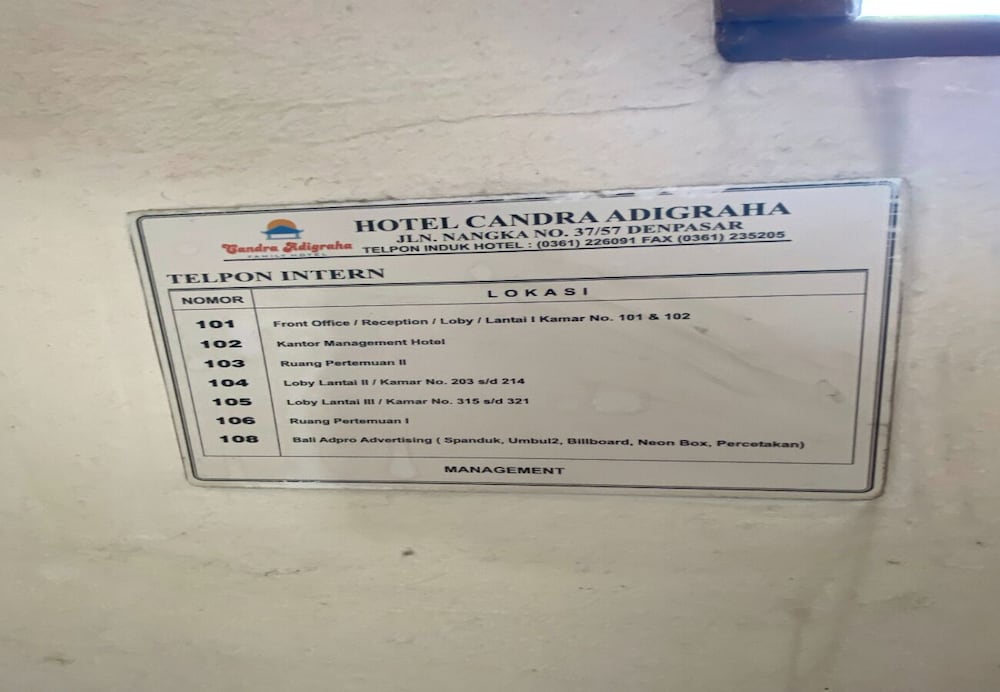 Candra Adigraha
FAMILY HOTEL
HOTEL CANDRA ADIGRAHA
JLN. NANGKA NO. 37/57 DENPASAR
TELPON INDUK HOTEL : (0361) 226091 FAX (0361) 235205
TELPON INTERN
NOMOR LOKASI
101 Front Office / Reception / Loby / Lantai I Kamar No. 101 & 102
102 Kantor Management Hotel
103 Ruang Pertemuan II
104 Loby Lantai II / Kamar No. 203 s/d 214
105 Loby Lantai III / Kamar No. 315 s/d 321
106 Ruang Pertemuan I
108 Bali Adpro Advertising ( Spanduk, Umbul2, Billboard, Neon Box, Percetakan)
MANAGEMENT